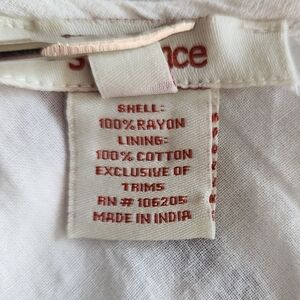 SHELL:
100% RAYON
LINING:
100% COTTON
EXCLUSIVE OF
TRIMS
RN # 106205
MADE IN INDIA